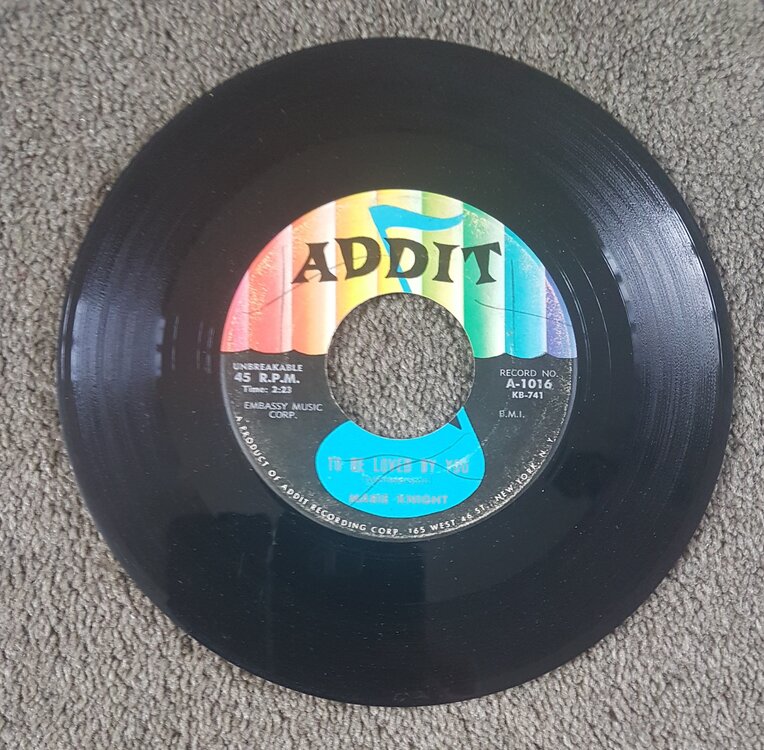 ADDIT
UNBREAKABLE
45 R.P.M.
Time: 2:23
EMBASSY MUSIC
CORP.
RECORD NO.
A-1016
KB-741
B.M.I.
TO BE LOVED BY YOU
KNIGHT
A PRODUCT OF ADDIT RECORDING CORP. 165 WEST 46 ST., NEW YORK, N. Y.